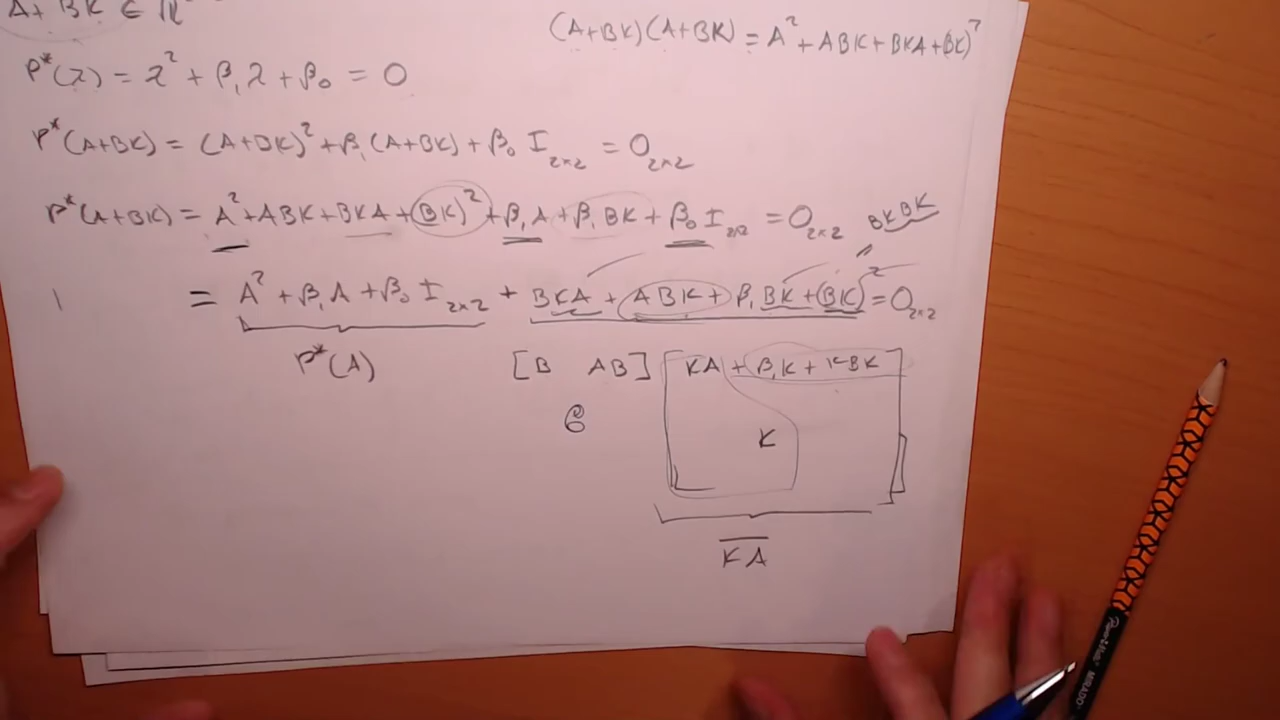 A+BK ∈ ℝ
(A+BK)(A+BK) = A² + ABK + BKA + (BK)²
P*(λ) = λ² + β₁λ + β₀ = 0
P*(A+BK) = (A+BK)² + β₁(A+BK) + β₀ I₂ₓ₂ = 0₂ₓ₂
P*(A+BK) = A² + ABK + BKA + (BK)² + β₁A + β₁BK + β₀ I₂ₓ₂ = 0₂ₓ₂ BKBK
= A² + β₁A + β₀ I₂ₓ₂ + BKA + ABK + β₁BK + (BK)² = 0₂ₓ₂
P*(A) [B AB] [KA + β₁K + KBK
K ]
KA
MIRADO